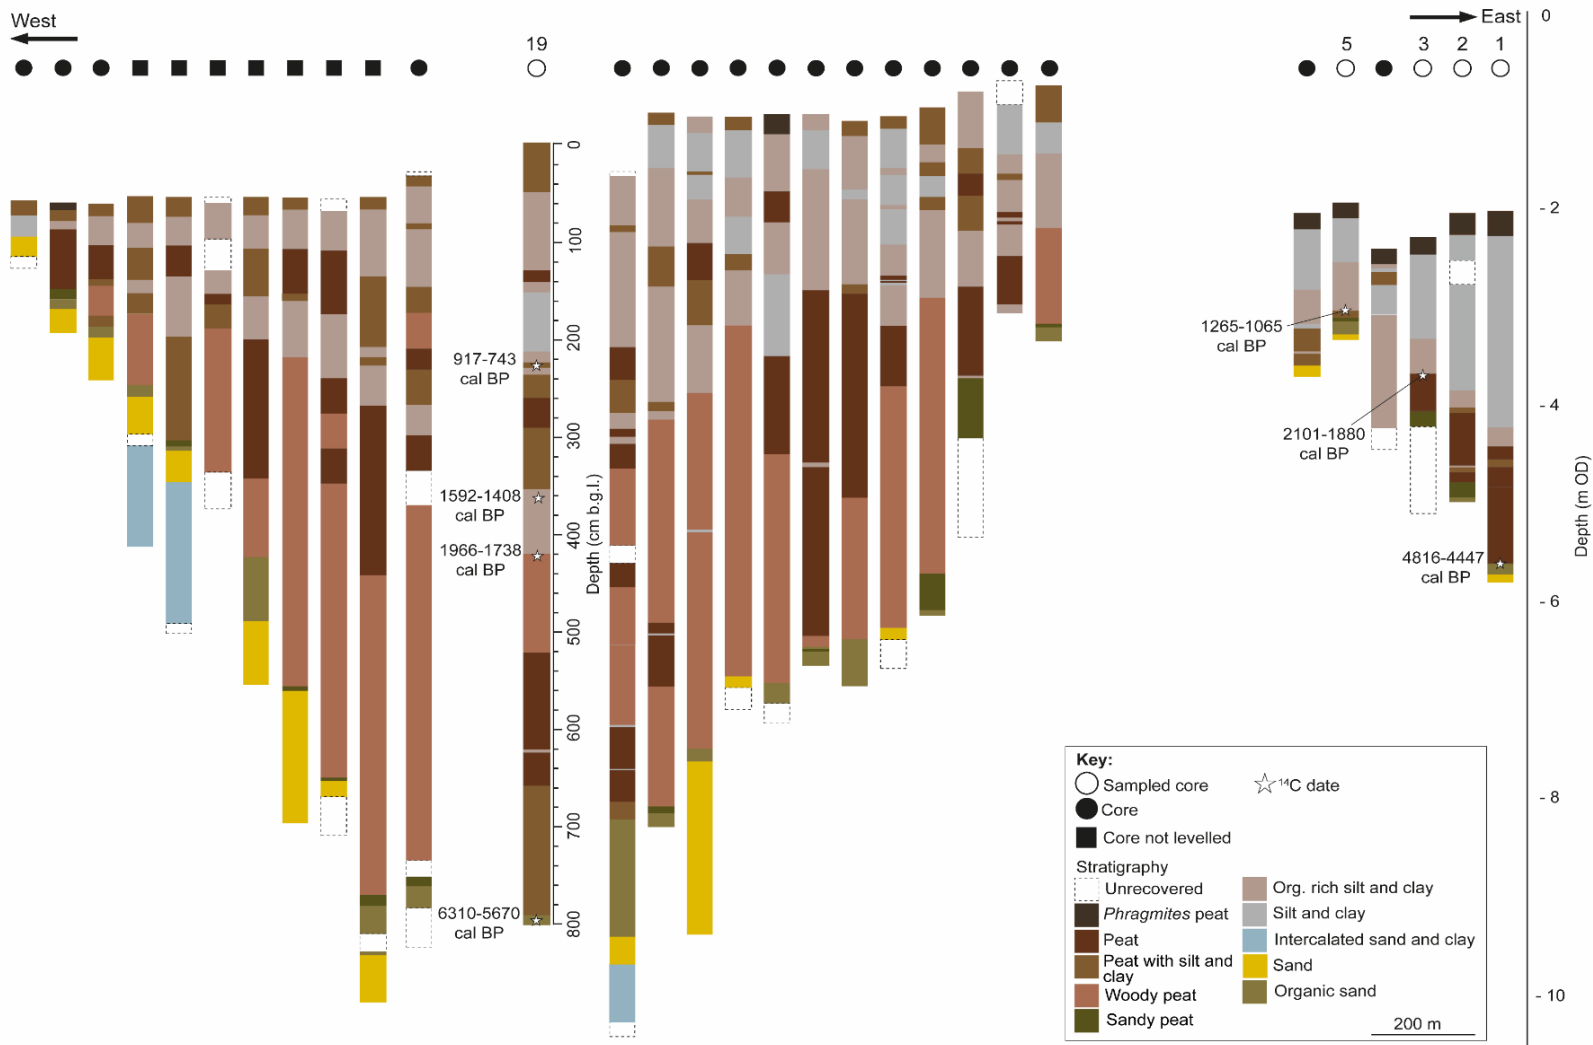 West
East
19
5
3
2
1
0
- 2
- 4
- 6
- 8
- 10
Depth (m OD)
0
100
200
300
400
500
600
700
800
Depth (cm b.g.l.)
917-743
cal BP
1592-1408
cal BP
1966-1738
cal BP
6310-5670
cal BP
1265-1065
cal BP
2101-1880
cal BP
4816-4447
cal BP
Key:
Sampled core
14C date
Core
Core not levelled
Stratigraphy
Unrecovered
Phragmites peat
Peat
Peat with silt and
clay
Woody peat
Sandy peat
Org. rich silt and clay
Silt and clay
Intercalated sand and clay
Sand
Organic sand
200 m